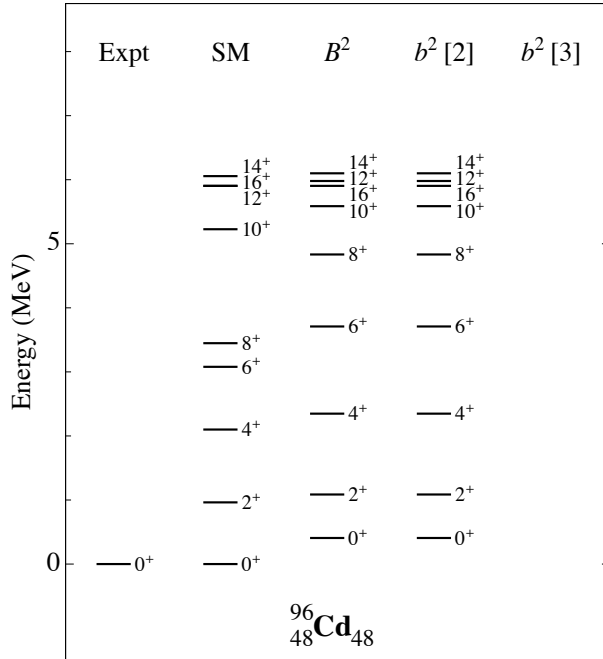 Expt SM B² b² [2] b² [3]
14⁺ 14⁺ 14⁺
16⁺ 12⁺ 12⁺
12⁺ 16⁺ 16⁺
10⁺ 10⁺ 10⁺
5 8⁺ 8⁺
8⁺ 6⁺ 6⁺
6⁺
4⁺ 4⁺ 4⁺
2⁺ 2⁺ 2⁺
0⁺ 0⁺
0 0⁺ 0⁺
Energy (MeV)
⁹⁶₄₈Cd₄₈